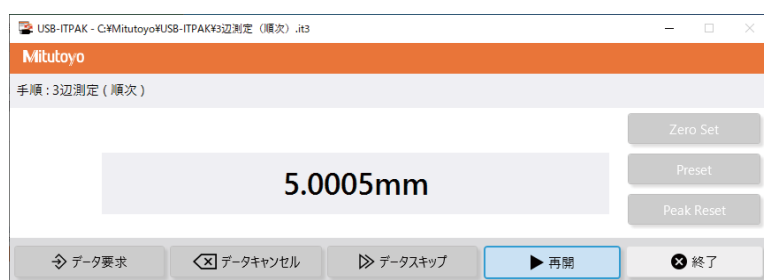 USB-ITPAK - C:¥Mitutoyo¥USB-ITPAK¥3辺測定（順次）.it3
Mitutoyo
手順 : 3辺測定 ( 順次 )
Zero Set
5.0005mm
Preset
Peak Reset
データ要求 データキャンセル データスキップ 再開 終了